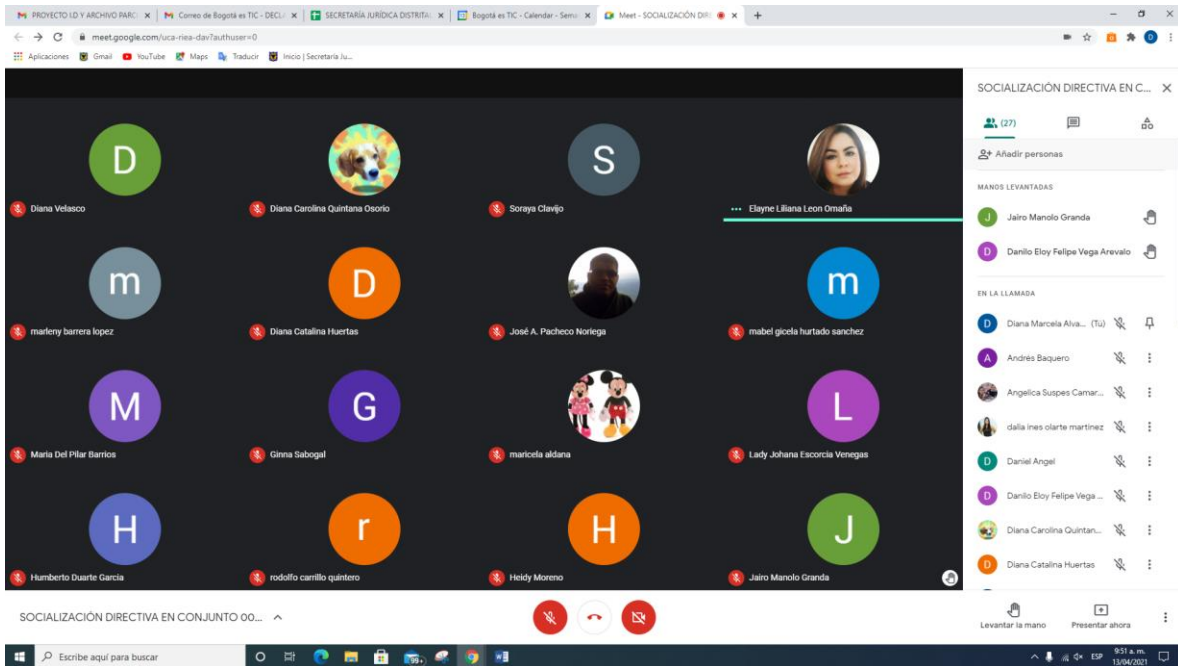 PROYECTO I.D Y ARCHIVO PARCI
Correo de Bogotá es TIC - DECLA
SECRETARÍA JURÍDICA DISTRITA
Bogotá es TIC - Calendar - Sema
Meet - SOCIALIZACIÓN DIRE
meet.google.com/uca-riea-dav?authuser=0
Aplicaciones Gmail YouTube Maps Traducir Inicio | Secretaria Ju...
SOCIALIZACIÓN DIRECTIVA EN C...
(27)
Añadir personas
MANOS LEVANTADAS
J Jairo Manolo Granda
D Danilo Eloy Felipe Vega Arevalo
EN LA LLAMADA
D Diana Marcela Alva... (Tú)
A Andrés Baquero
Angelica Suspes Camar...
dalia ines olarte martinez
D Daniel Angel
D Danilo Eloy Felipe Vega ...
Diana Carolina Quintan...
D Diana Catalina Huertas
D
Diana Velasco
Diana Carolina Quintana Osorio
S
Soraya Clavijo
Elayne Liliana Leon Omaña
m
marleny barrera lopez
D
Diana Catalina Huertas
José A. Pacheco Noriega
m
mabel gicela hurtado sanchez
M
Maria Del Pilar Barrios
G
Ginna Sabogal
maricela aldana
L
Lady Johana Escorcia Venegas
H
Humberto Duarte Garcia
r
rodolfo carrillo quintero
H
Heidy Moreno
J
Jairo Manolo Granda
SOCIALIZACIÓN DIRECTIVA EN CONJUNTO 00...
Levantar la mano
Presentar ahora
Escribe aquí para buscar
99+
ESP
9:51 a. m.
13/04/2021